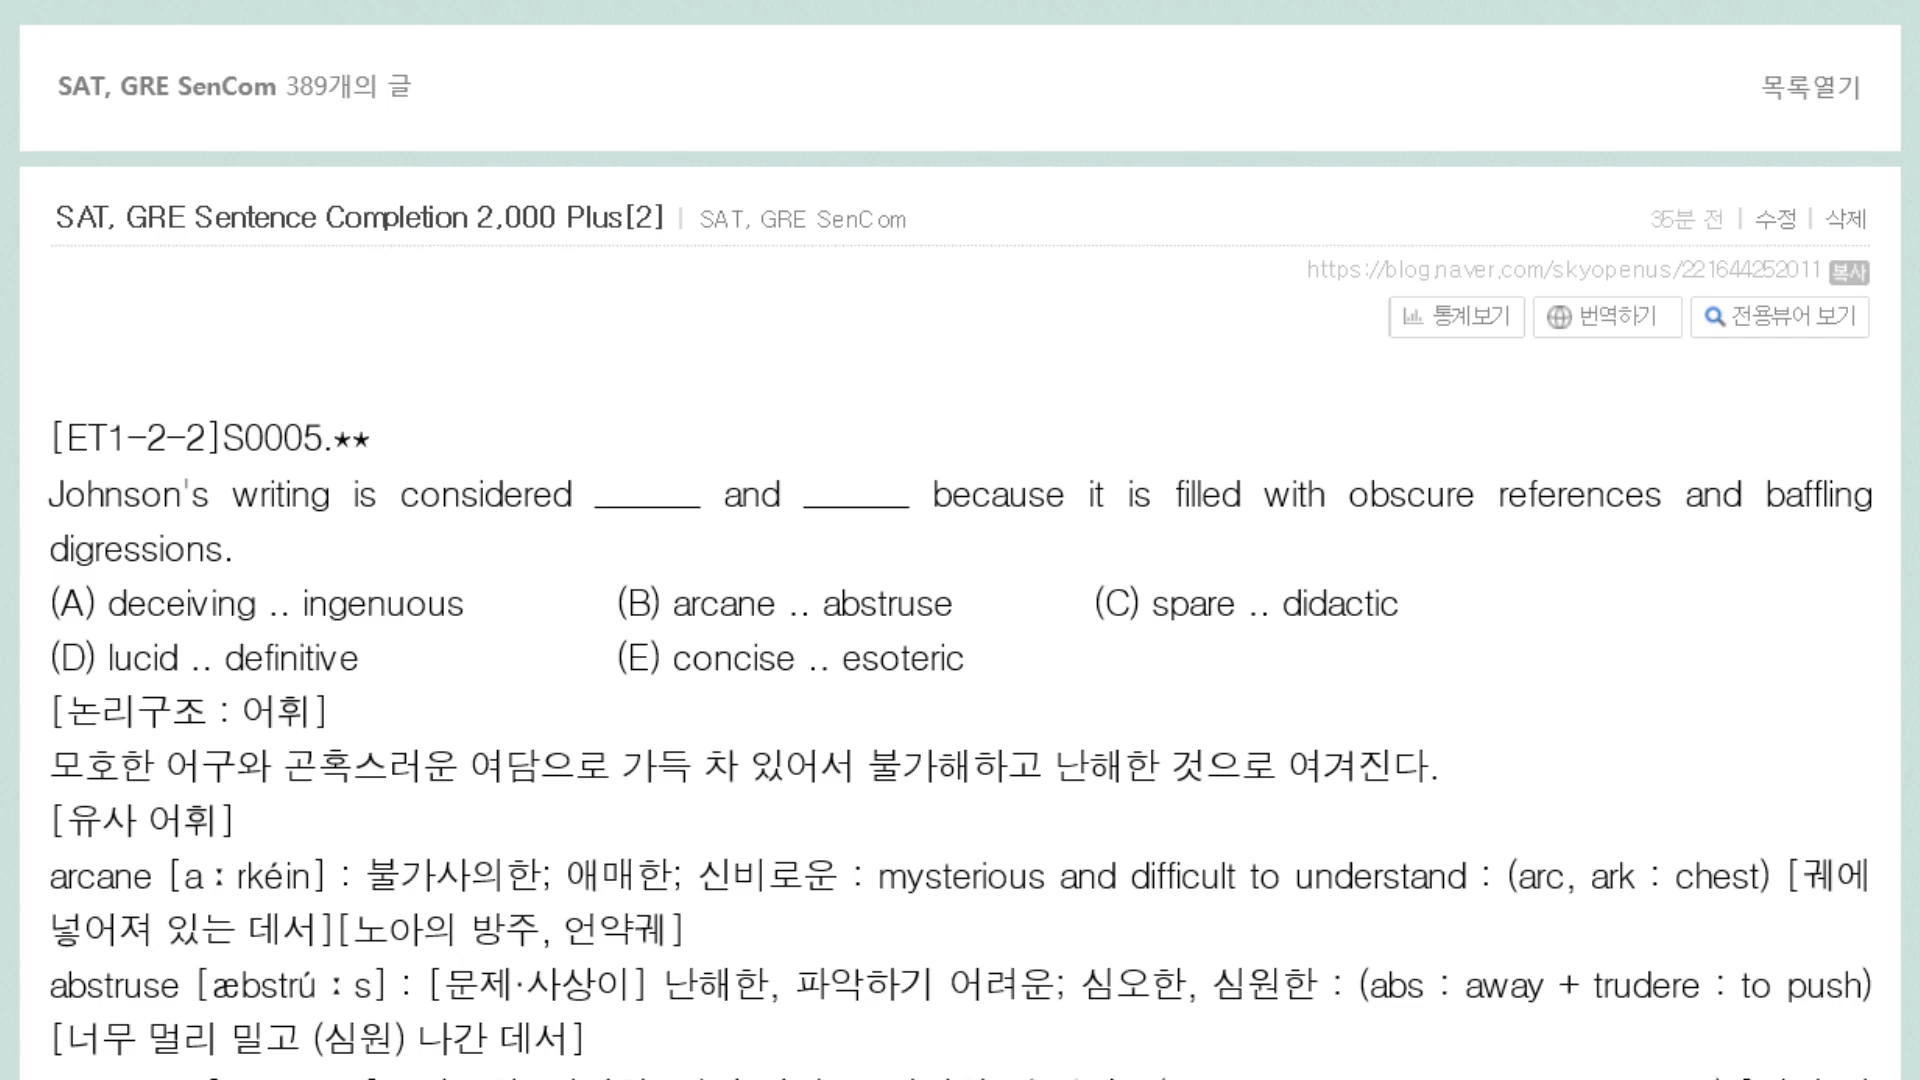 SAT, GRE SenCom 389개의 글
목록열기
SAT, GRE Sentence Completion 2,000 Plus[2] | SAT, GRE SenCom
35분 전 | 수정 | 삭제
https://blog.naver.com/skyopenus/221644252011 복사
통계보기 번역하기 전용뷰어 보기
[ET1-2-2]S0005.★★
Johnson's writing is considered ______ and ______ because it is filled with obscure references and baffling
digressions.
(A) deceiving .. ingenuous (B) arcane .. abstruse (C) spare .. didactic
(D) lucid .. definitive (E) concise .. esoteric
[논리구조 : 어휘]
모호한 어구와 곤혹스러운 여담으로 가득 차 있어서 불가해하고 난해한 것으로 여겨진다.
[유사 어휘]
arcane [aːrkéin] : 불가사의한; 애매한; 신비로운 : mysterious and difficult to understand : (arc, ark : chest) [궤에
넣어져 있는 데서][노아의 방주, 언약궤]
abstruse [æbstrúːs] : [문제·사상이] 난해한, 파악하기 어려운; 심오한, 심원한 : (abs : away + trudere : to push)
[너무 멀리 밀고 (심원) 나간 데서]